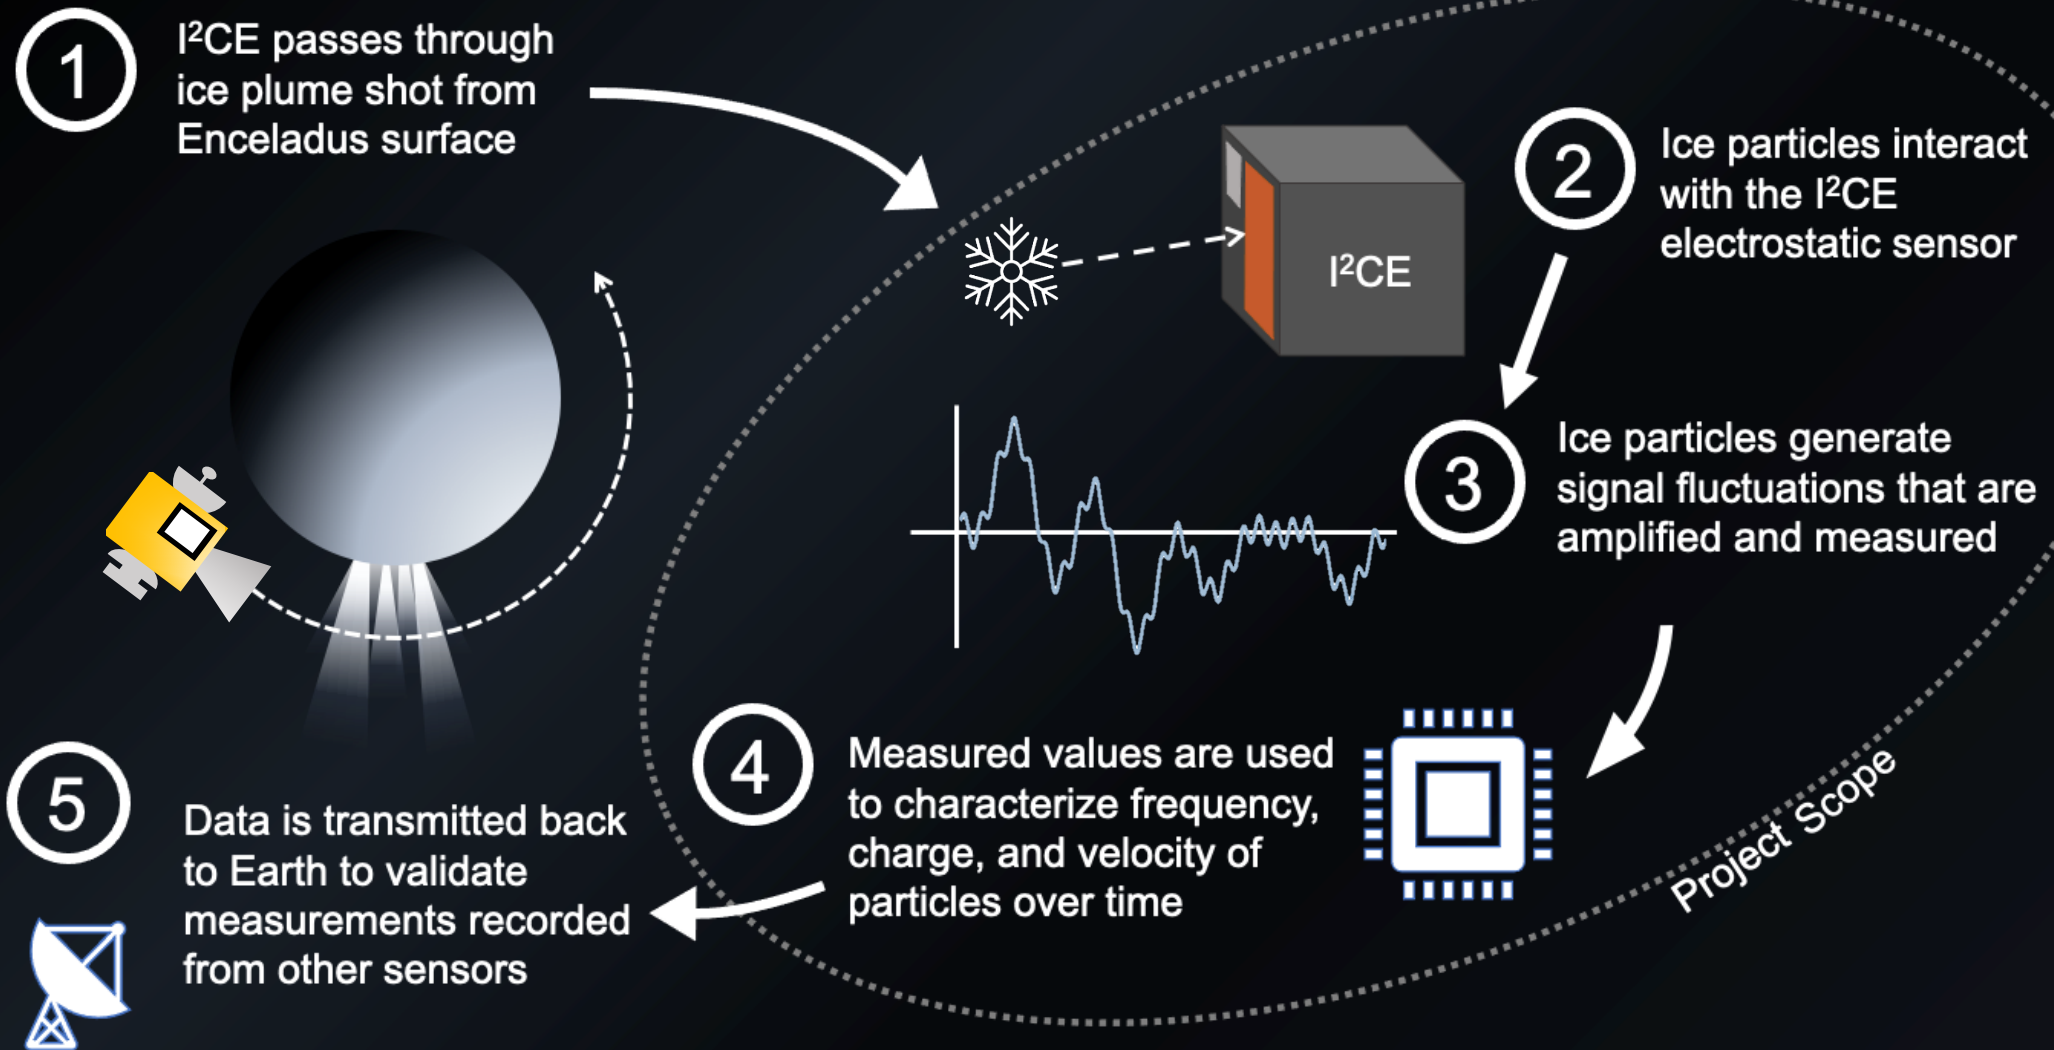 1
I²CE passes through
ice plume shot from
Enceladus surface
I²CE
2
Ice particles interact
with the I²CE
electrostatic sensor
3
Ice particles generate
signal fluctuations that are
amplified and measured
4
Measured values are used
to characterize frequency,
charge, and velocity of
particles over time
Project Scope
5
Data is transmitted back
to Earth to validate
measurements recorded
from other sensors